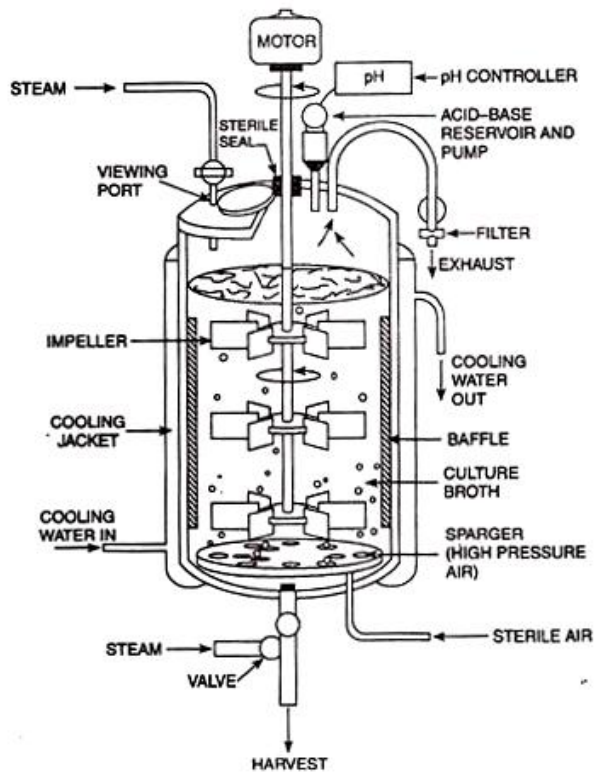 MOTOR
pH
pH CONTROLLER
STEAM
ACID–BASE
RESERVOIR AND
PUMP
STERILE
SEAL
VIEWING
PORT
FILTER
EXHAUST
IMPELLER
COOLING
WATER
OUT
COOLING
JACKET
BAFFLE
CULTURE
BROTH
COOLING
WATER IN
SPARGER
(HIGH PRESSURE
AIR)
STEAM
STERILE AIR
VALVE
HARVEST